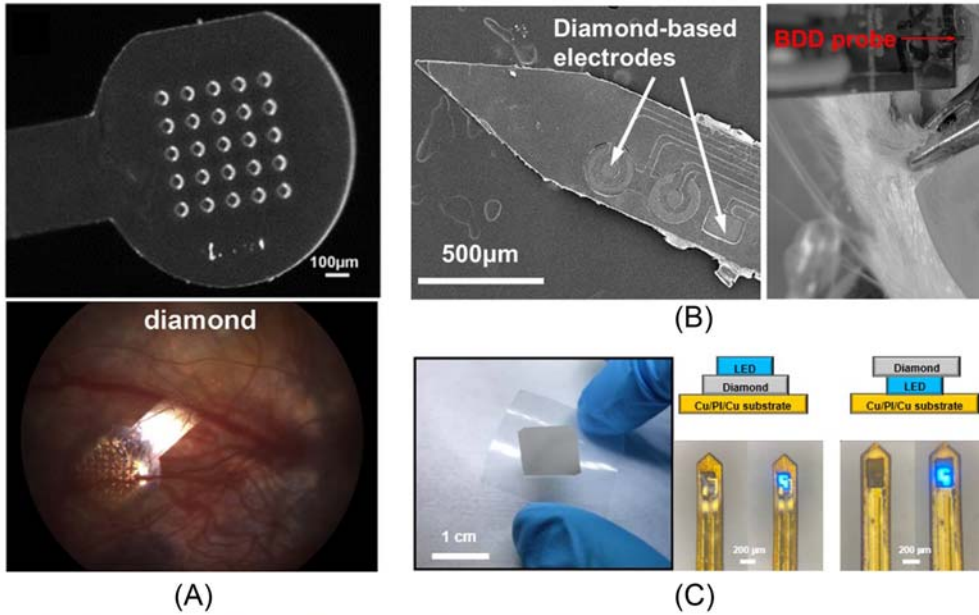 100µm
diamond
(A)
Diamond-based
electrodes
500µm
BDD probe
(B)
1 cm
LED
Diamond
Cu/PI/Cu substrate
Diamond
LED
Cu/PI/Cu substrate
200 µm
200 µm
(C)